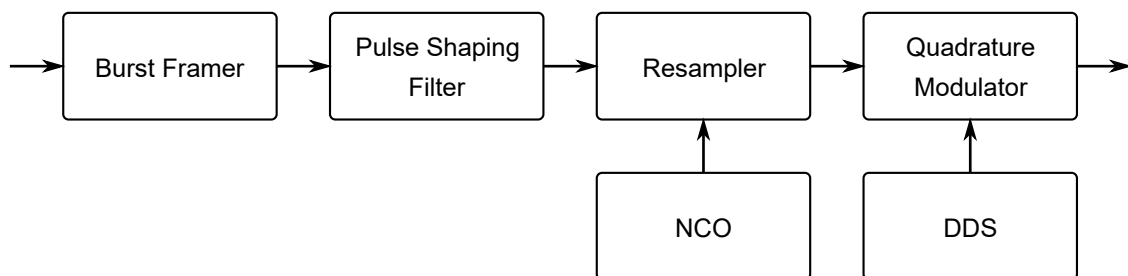 Burst Framer
Pulse Shaping
Filter
Resampler
Quadrature
Modulator
NCO
DDS